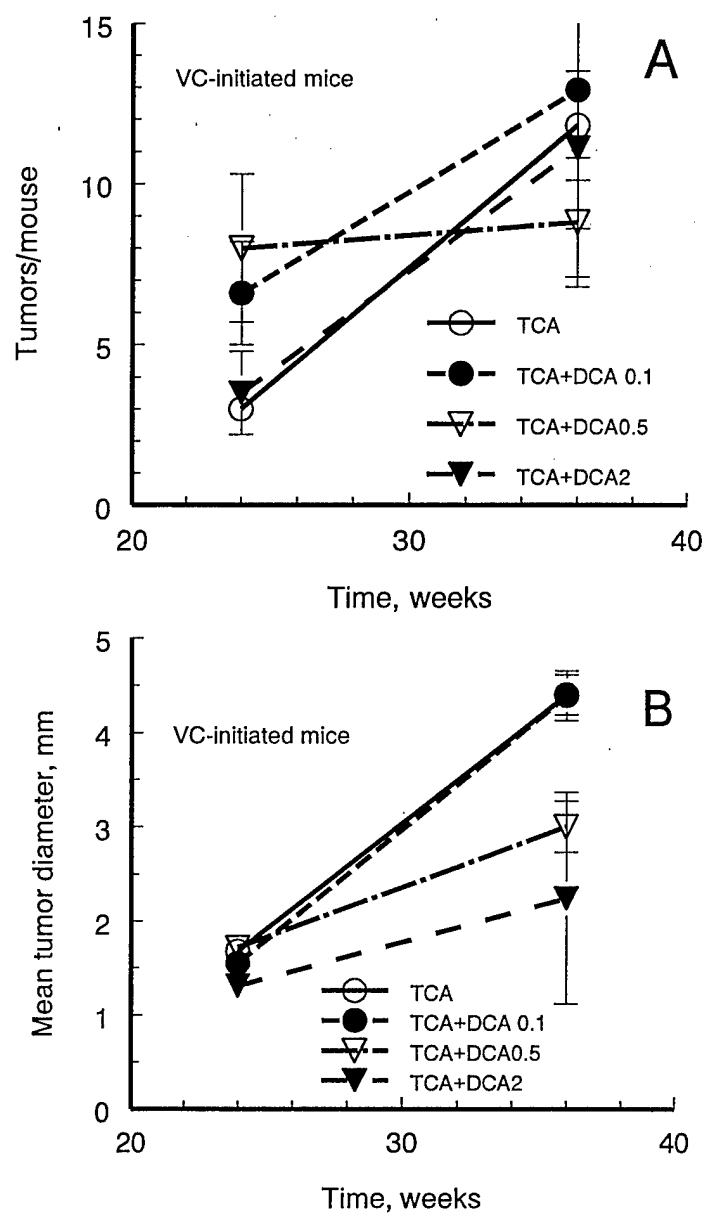 15
A
VC-initiated mice
Tumors/mouse
10
5
TCA
TCA+DCA 0.1
TCA+DCA0.5
TCA+DCA2
0
20
30
40
Time, weeks
5
B
VC-initiated mice
4
Mean tumor diameter, mm
3
2
1
TCA
TCA+DCA 0.1
TCA+DCA0.5
TCA+DCA2
0
20
30
40
Time, weeks